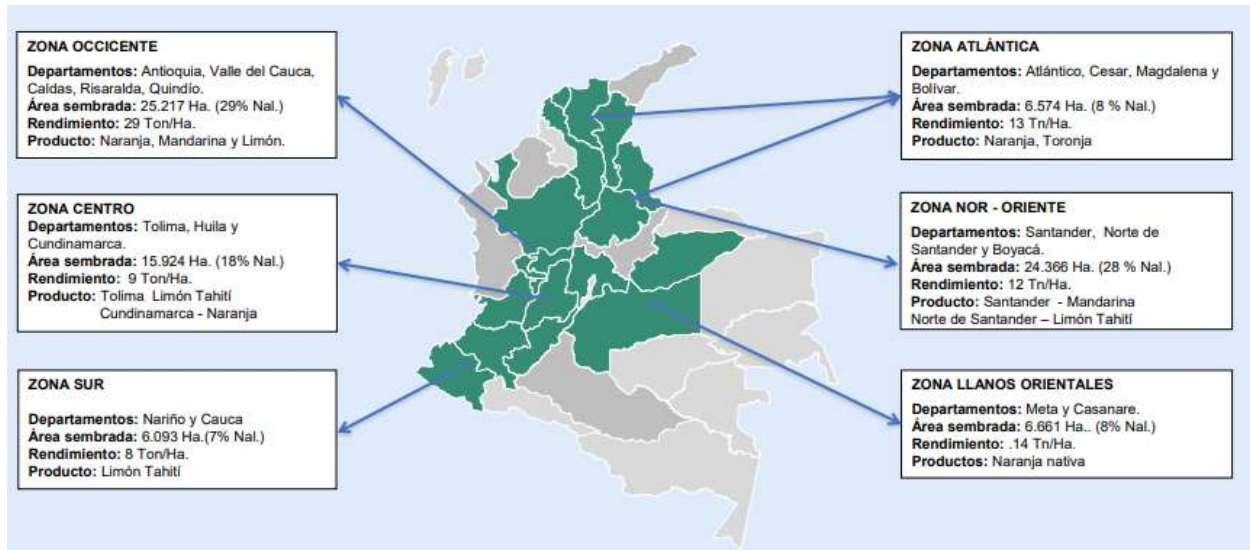 ZONA OCCICENTE
Departamentos: Antioquia, Valle del Cauca,
Caldas, Risaralda, Quindío.
Área sembrada: 25.217 Ha. (29% Nal.)
Rendimiento: 29 Ton/Ha.
Producto: Naranja, Mandarina y Limón.
ZONA CENTRO
Departamentos: Tolima, Huila y
Cundinamarca.
Área sembrada: 15.924 Ha. (18% Nal.)
Rendimiento: 9 Ton/Ha.
Producto: Tolima Limón Tahití
Cundinamarca - Naranja
ZONA SUR
Departamentos: Nariño y Cauca
Área sembrada: 6.093 Ha.(7% Nal.)
Rendimiento: 8 Ton/Ha.
Producto: Limón Tahití
ZONA ATLÁNTICA
Departamentos: Atlántico, Cesar, Magdalena y
Bolívar.
Área sembrada: 6.574 Ha. (8 % Nal.)
Rendimiento: 13 Tn/Ha.
Producto: Naranja, Toronja
ZONA NOR - ORIENTE
Departamentos: Santander, Norte de
Santander y Boyacá.
Área sembrada: 24.366 Ha. (28 % Nal.)
Rendimiento: 12 Tn/Ha.
Producto: Santander - Mandarina
Norte de Santander – Limón Tahití
ZONA LLANOS ORIENTALES
Departamentos: Meta y Casanare.
Área sembrada: 6.661 Ha.. (8% Nal.)
Rendimiento: .14 Tn/Ha.
Productos: Naranja nativa